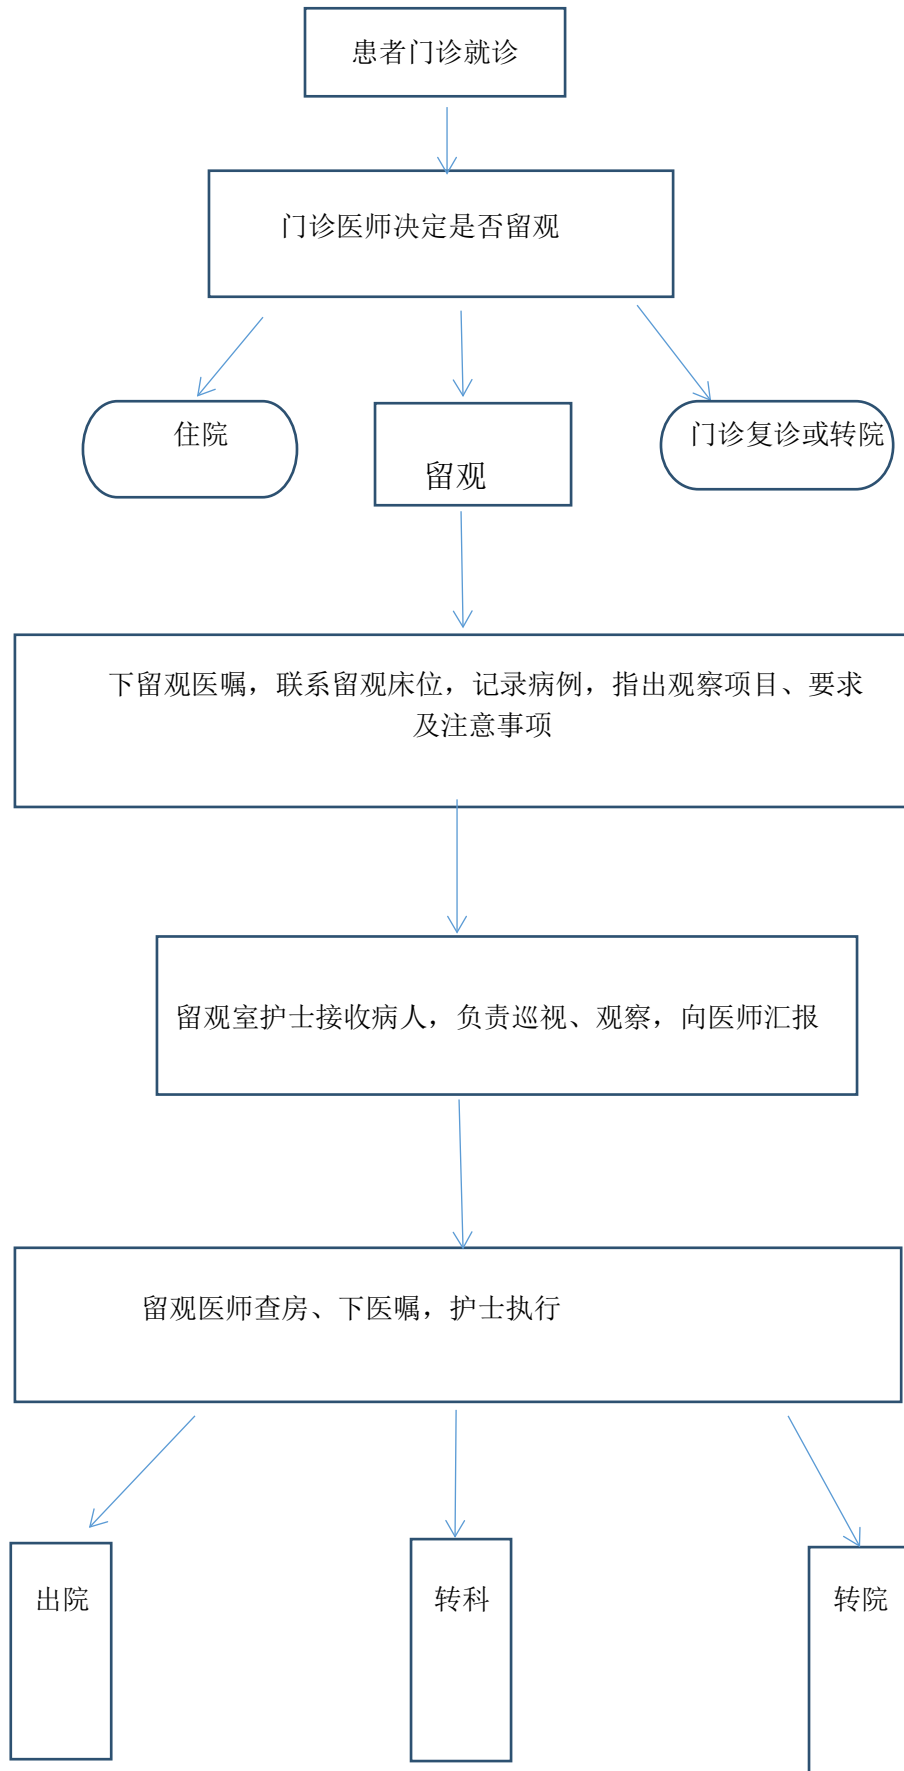 患者门诊就诊
门诊医师决定是否留观
住院
留观
门诊复诊或转院
下留观医嘱，联系留观床位，记录病例，指出观察项目、要求
及注意事项
留观室护士接收病人，负责巡视、观察，向医师汇报
留观医师查房、下医嘱，护士执行
出院
转科
转院